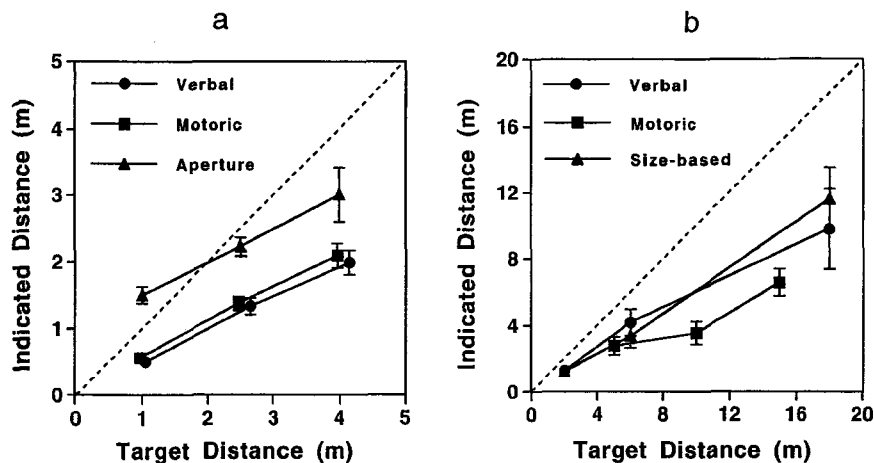 a
5
4
3
2
1
0
Indicated Distance (m)
Verbal
Motoric
Aperture
0 1 2 3 4 5
Target Distance (m)
b
20
16
12
8
4
0
Indicated Distance (m)
Verbal
Motoric
Size-based
0 4 8 12 16 20
Target Distance (m)